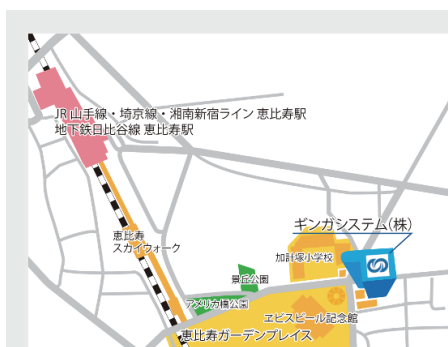 JR 山手線・埼京線・湘南新宿ライン 恵比寿駅
地下鉄日比谷線 恵比寿駅
ギンガシステム(株)
恵比寿
スカイウォーク
加計塚小学校
景丘公園
アメリカ橋公園
ヱビスビール記念館
恵比寿ガーデンプレイス